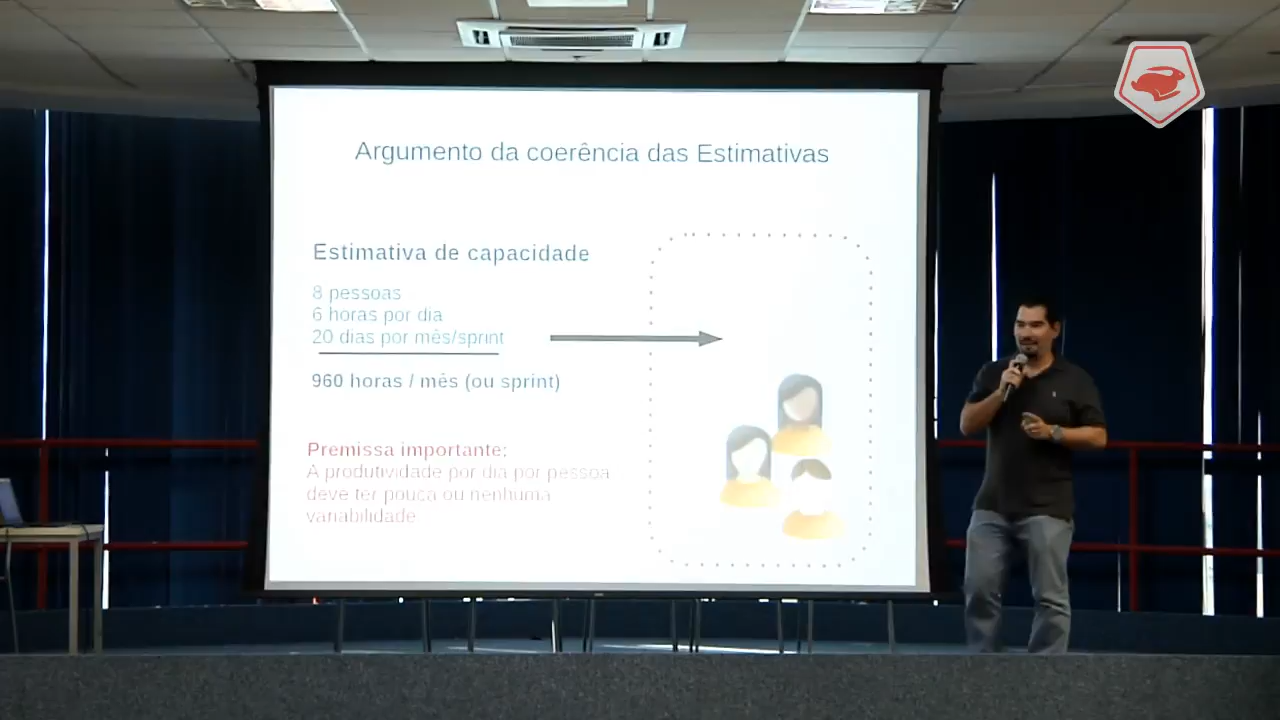 Argumento da coerência das Estimativas
Estimativa de capacidade
8 pessoas
6 horas por dia
20 dias por mês/sprint
960 horas / mês (ou sprint)
Premissa importante:
A produtividade por dia por pessoa
deve ter pouca ou nenhuma
variabilidade